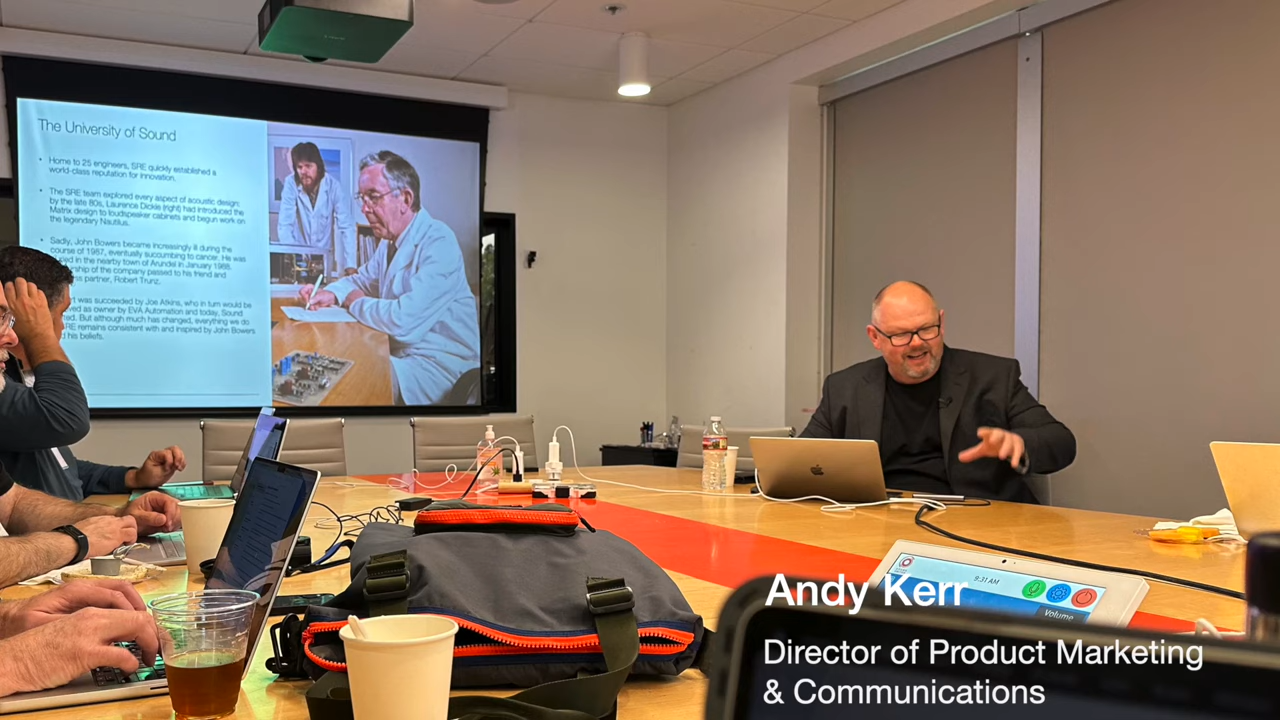 The University of Sound
• Home to 25 engineers, SRE quickly established a
world-class reputation for innovation.
• The SRE team explored every aspect of acoustic design;
by the late 80s, Laurence Dickie (right) had introduced the
Matrix design to loudspeaker cabinets and begun work on
the legendary Nautilus.
• Sadly, John Bowers became increasingly ill during the
course of 1987, eventually succumbing to cancer. He was
in the nearby town of Arundel in January 1988.
of the company passed to his friend and
partner, Robert Trunz.
was succeeded by Joe Atkins, who in turn would be
as owner by EVA Automation and today, Sound
But although much has changed, everything we do
remains consistent with and inspired by John Bowers
his beliefs.
9:31 AM
Volume
Andy Kerr
Director of Product Marketing
& Communications